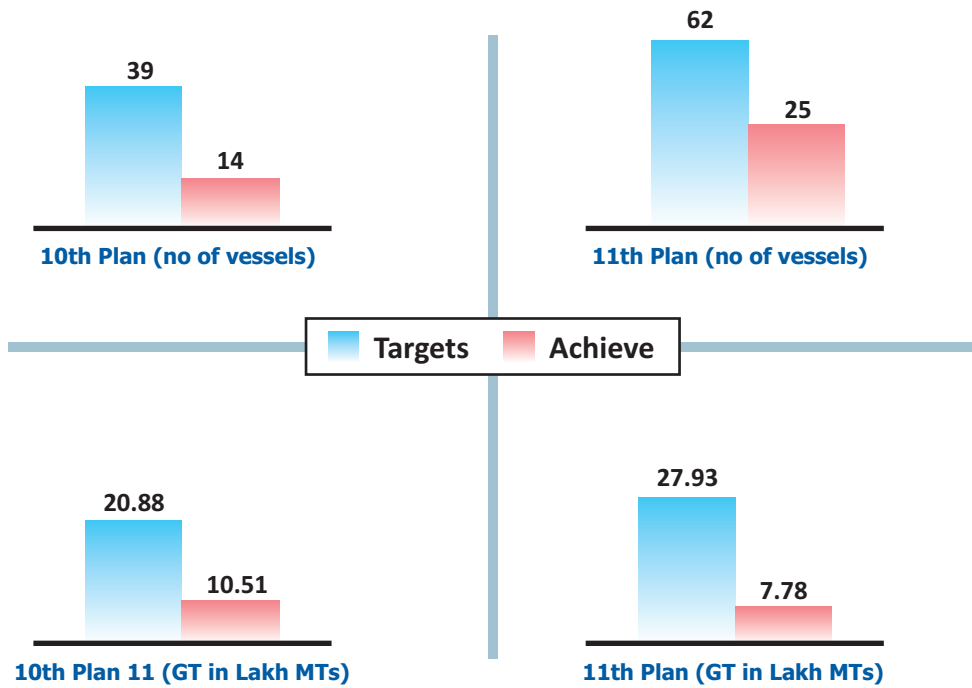 39
14
10th Plan (no of vessels)
62
25
11th Plan (no of vessels)
Targets Achieve
20.88
10.51
10th Plan 11 (GT in Lakh MTs)
27.93
7.78
11th Plan (GT in Lakh MTs)